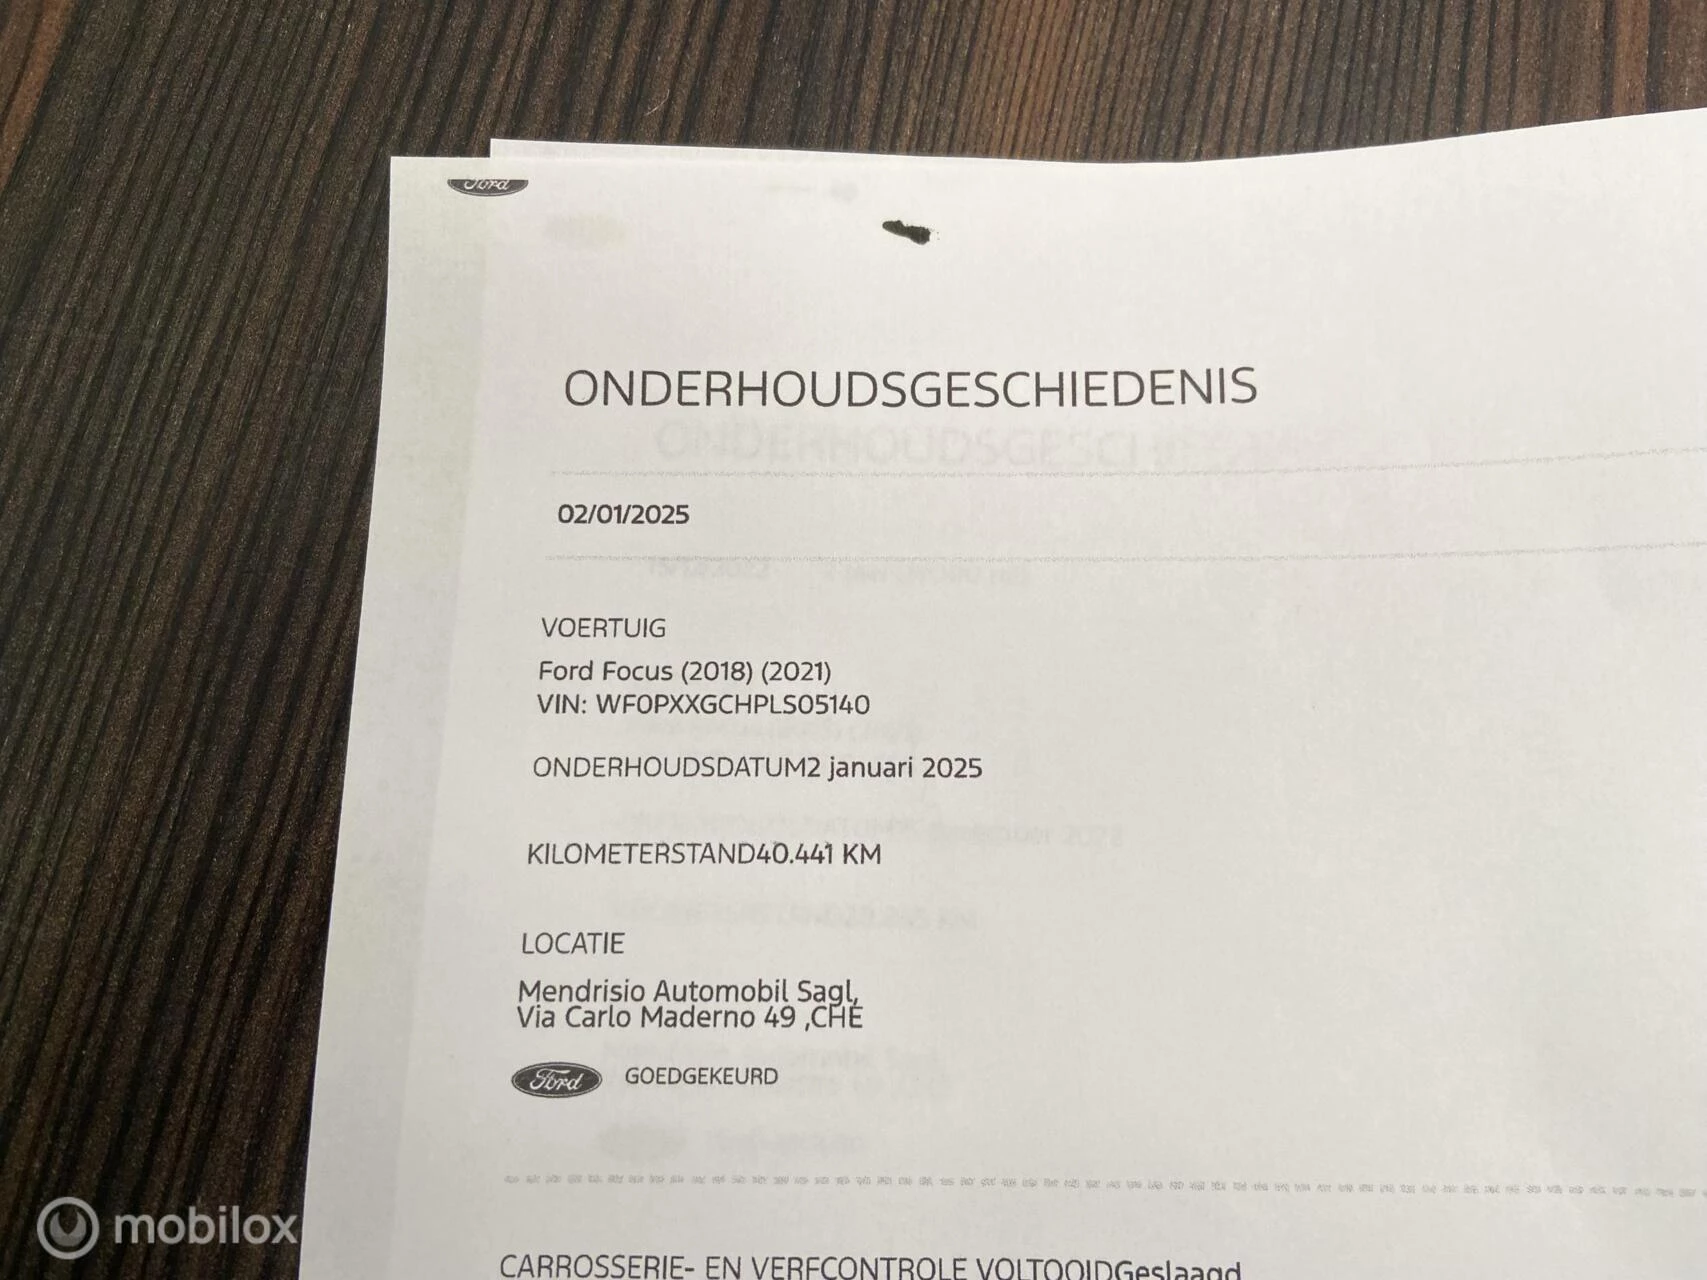 Ford
ONDERHOUDSGESCHIEDENIS
ONDERHOUDSGESCHI
02/01/2025
VOERTUIG
Ford Focus (2018) (2021)
VIN: WF0PXXGCHPLS05140
ONDERHOUDSDATUM2 januari 2025
KILOMETERSTAND40.441 KM
LOCATIE
Mendrisio Automobil Sagl,
Via Carlo Maderno 49 ,CHE
Ford GOEDGEKEURD
CARROSSERIE- EN VERFCONTROLE VOLTOOIDGeslaagd
mobilox